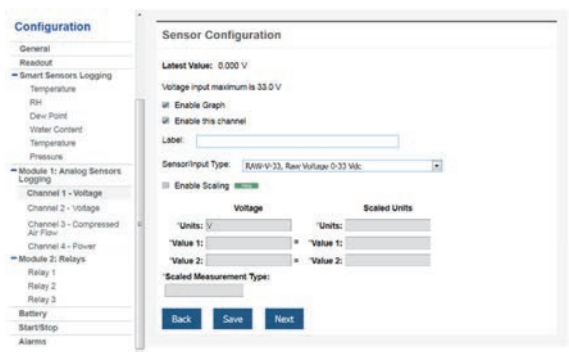 Configuration
General
Readout
Smart Sensors Logging
Temperature
RH
Dew Point
Water Content
Temperature
Pressure
Module 1: Analog Sensors
Logging
Channel 1 - Voltage
Channel 2 - Voltage
Channel 3 - Compressed
Air Flow
Channel 4 - Power
Module 2: Relays
Relay 1
Relay 2
Relay 3
Battery
Start/Stop
Alarms
Sensor Configuration
Latest Value: 0.000 V
Voltage input maximum is 33.0 V
Enable Graph
Enable this channel
Label:
Sensor/Input Type: RAW-V-33, Raw Voltage 0-33 Vdc
Enable Scaling
Voltage Scaled Units
*Units: V *Units:
*Value 1: = *Value 1:
*Value 2: = *Value 2:
*Scaled Measurement Type:
Back Save Next